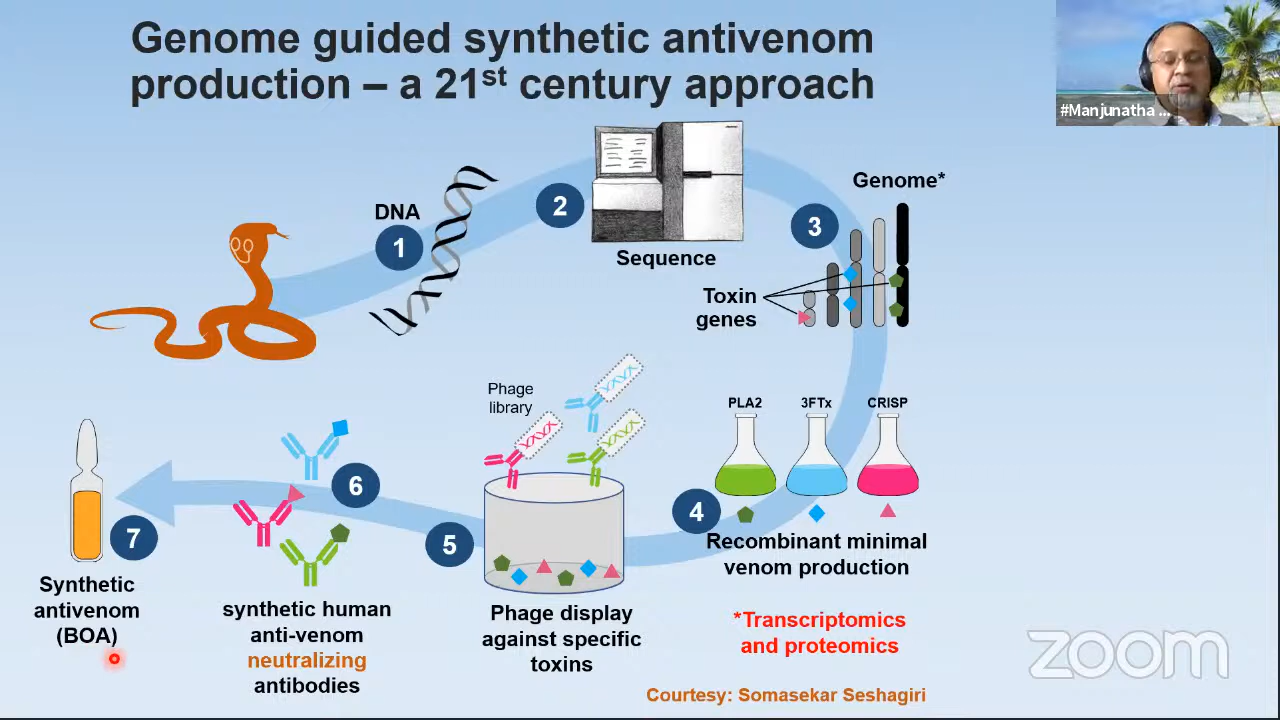 Genome guided synthetic antivenom
production – a 21st century approach
#Manjunatha ...
DNA
1
2
Sequence
3
Genome*
Toxin
genes
PLA2
3FTx
CRISP
4
Recombinant minimal
venom production
*Transcriptomics
and proteomics
Phage
library
5
Phage display
against specific
toxins
6
synthetic human
anti-venom
neutralizing
antibodies
7
Synthetic
antivenom
(BOA)
Courtesy: Somasekar Seshagiri
zoom